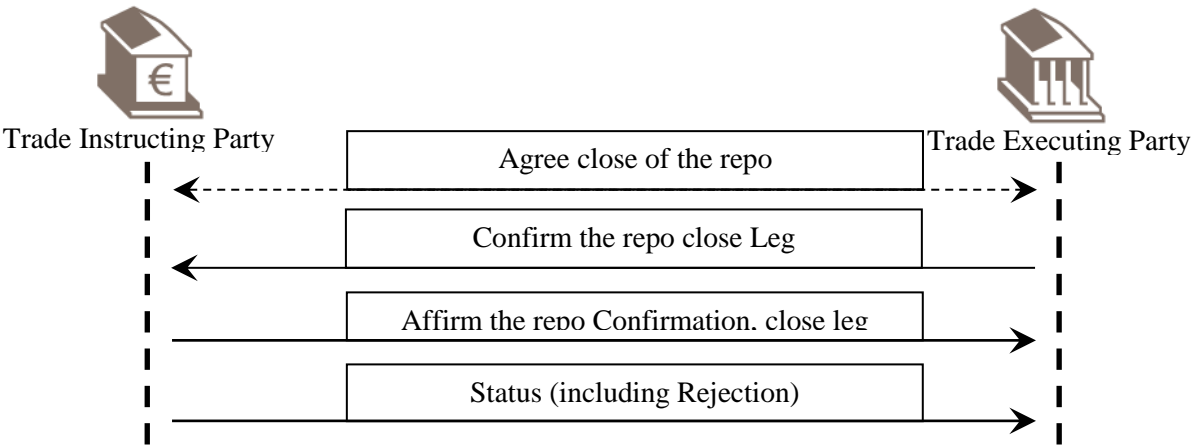 €
Trade Instructing Party
Trade Executing Party
Agree close of the repo
Confirm the repo close Leg
Affirm the repo Confirmation, close leg
Status (including Rejection)